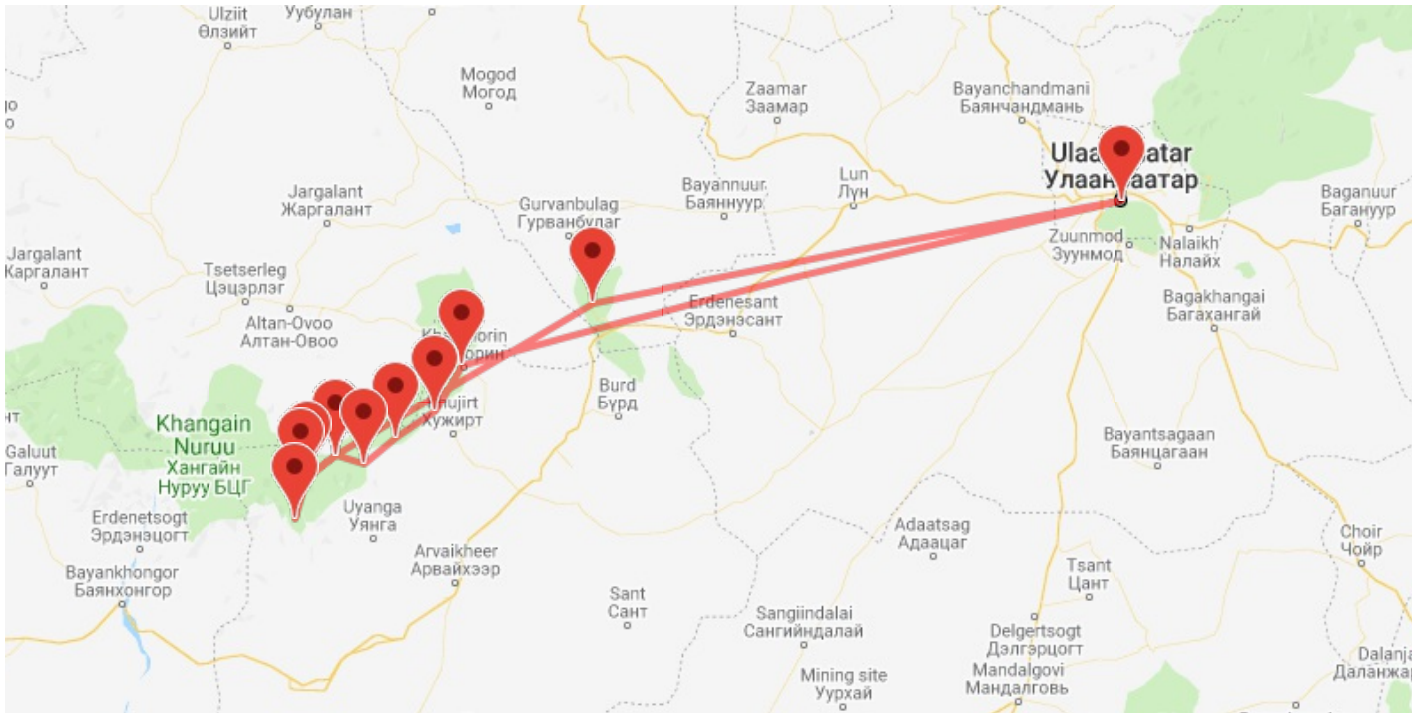 Ulziit
Өлзийт
Уубулан
Mogod
Могод
Zaamar
Заамар
Bayanchandmani
Баянчандмань
Jargalant
Жаргалант
Gurvanbulag
Гурванбулаг
Bayannuur
Баяннуур
Lun
Лүн
Baganuur
Багануур
Zuunmod
Зуунмод
Nalaikh
Налайх
Jargalant
Жаргалант
Tsetserleg
Цэцэрлэг
Altan-Ovoo
Алтан-Овоо
Erdenesant
Эрдэнэсант
Bagakhangai
Багахангай
Burd
Бүрд
Хужирт
Khangain
Nuruu
Хангайн
Нуруу БЦГ
Galuut
Галуут
Bayantsagaan
Баянцагаан
Uyanga
Уянга
Erdenetsogt
Эрдэнэцогт
Adaatsag
Адаацаг
Choir
Чойр
Arvaikheer
Арвайхээр
Bayankhongor
Баянхонгор
Tsant
Цант
Sant
Сант
Sangiindalai
Сангийндалай
Delgertsogt
Дэлгэрцогт
Mining site
Уурхай
Mandalgovi
Мандалговь